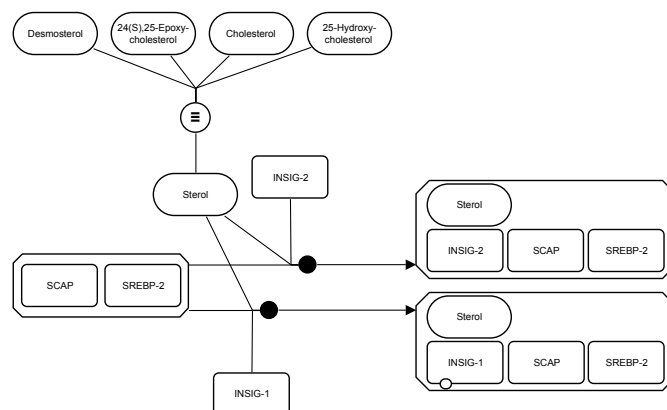 Desmosterol
24(S),25-Epoxy-
cholesterol
Cholesterol
25-Hydroxy-
cholesterol
≡
Sterol
INSIG-2
Sterol
INSIG-2
SCAP
SREBP-2
SCAP
SREBP-2
Sterol
INSIG-1
SCAP
SREBP-2
INSIG-1